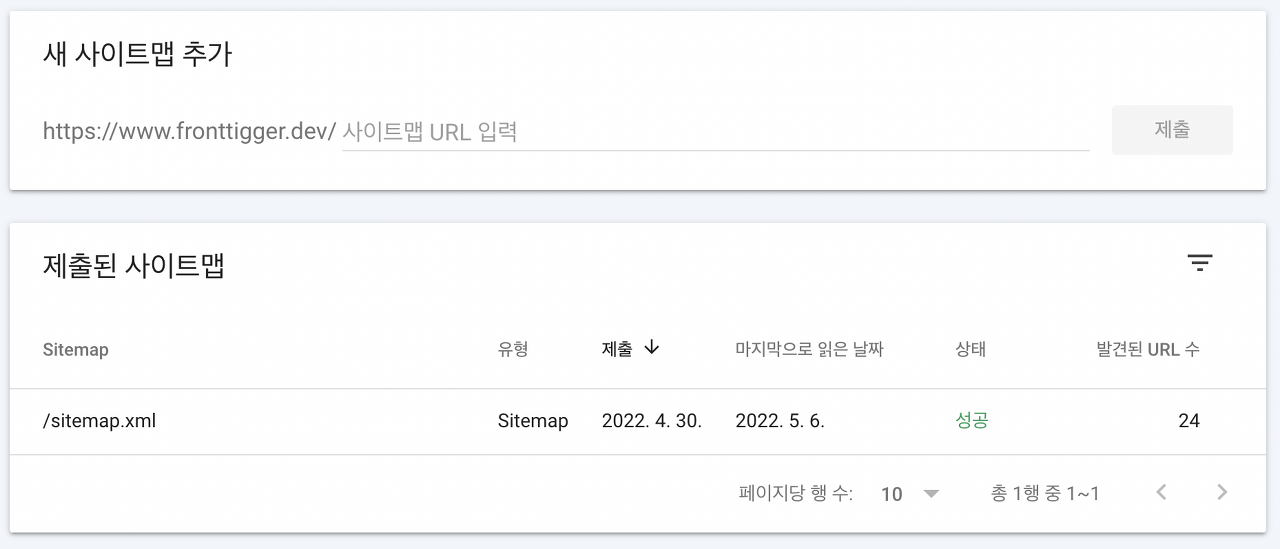 새 사이트맵 추가
https://www.fronttigger.dev/ 사이트맵 URL 입력 제출
제출된 사이트맵
Sitemap 유형 제출 마지막으로 읽은 날짜 상태 발견된 URL 수
/sitemap.xml Sitemap 2022. 4. 30. 2022. 5. 6. 성공 24
페이지당 행 수: 10 총 1행 중 1~1